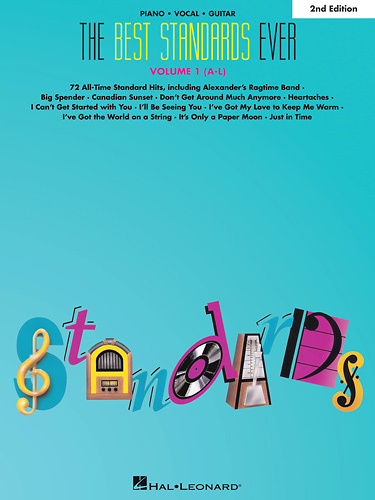 PIANO • VOCAL • GUITAR
2nd Edition
THE BEST STANDARDS EVER
VOLUME 1 (A-L)
72 All-Time Standard Hits, including Alexander's Ragtime Band •
Big Spender • Canadian Sunset • Don't Get Around Much Anymore • Heartaches •
I Can't Get Started with You • I'll Be Seeing You • I've Got My Love to Keep Me Warm •
I've Got the World on a String • It's Only a Paper Moon • Just in Time
Standards
HAL•LEONARD®